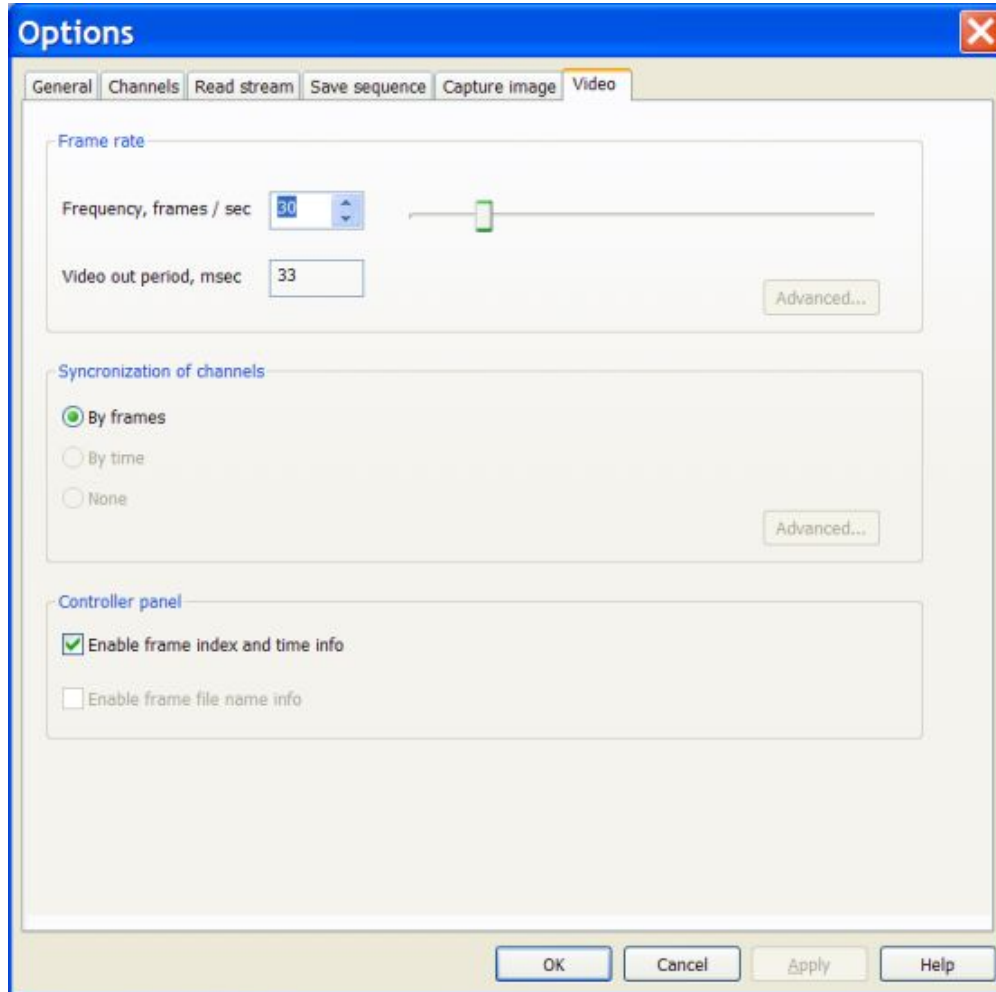 Options
General Channels Read stream Save sequence Capture image Video
Frame rate
Frequency, frames / sec 30
Video out period, msec 33
Advanced...
Syncronization of channels
By frames
By time
None
Advanced...
Controller panel
Enable frame index and time info
Enable frame file name info
OK Cancel Apply Help